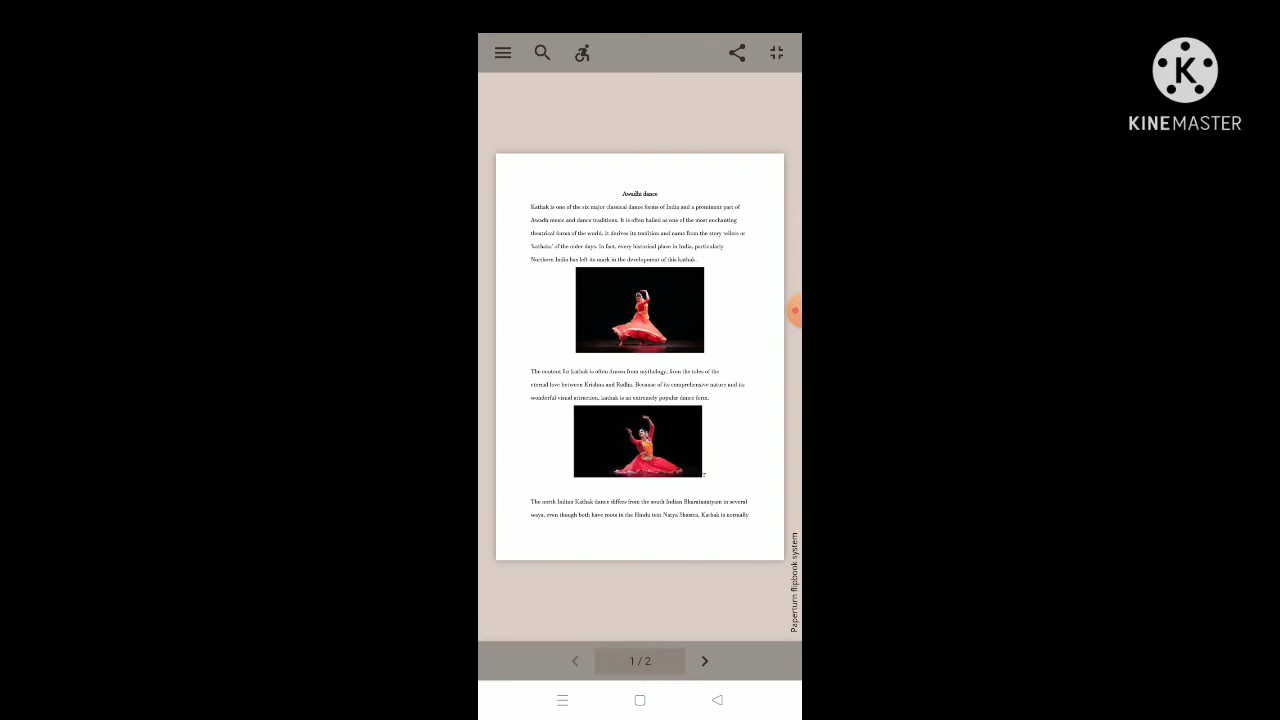 K
KINEMASTER
Awadhi dance
Kathak is one of the six major classical dance forms of India and a prominent part of
Awadh music and dance traditions. It is often hailed as one of the most enchanting
theatrical forms of the world. It derives its tradition and name from the story tellers or
'kathaks' of the older days. In fact, every historical place in India, particularly
Northern India has left its mark in the development of this kathak.
The content for kathak is often drawn from mythology, from the tales of the
eternal love between Krishna and Radha. Because of its comprehensive nature and its
wonderful visual attraction, kathak is an extremely popular dance form.
The north Indian Kathak dance differs from the south Indian Bharatanatyam in several
ways, even though both have roots in the Hindu text Natya Shastra. Kathak is normally
Paperturn flipbook system
1 / 2